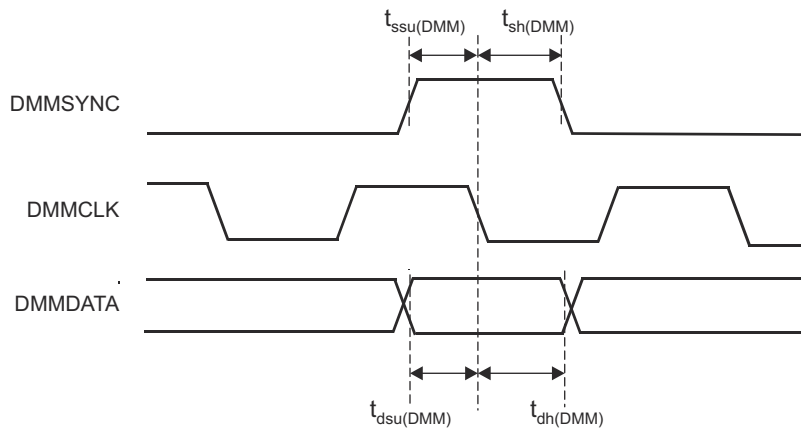 tssu(DMM) tsh(DMM)
DMMSYNC
DMMCLK
DMMDATA
tdsu(DMM) tdh(DMM)